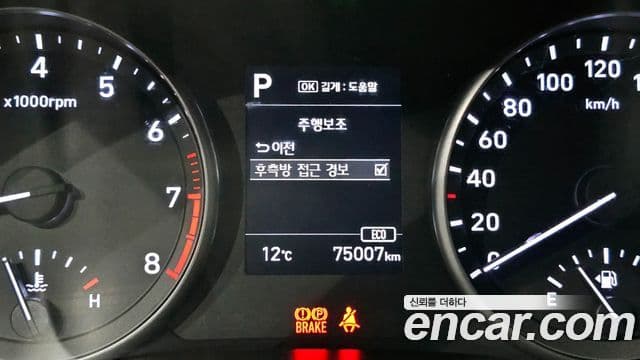 4 5 6 7 8
x1000rpm
H
P OK 길게 : 도움말
주행보조
이전
후측방 접근 경보
ECO
12℃ 75007km
BRAKE
0 20 40 60 80 100 120
km/h
E
신뢰를 더하다
encar.com